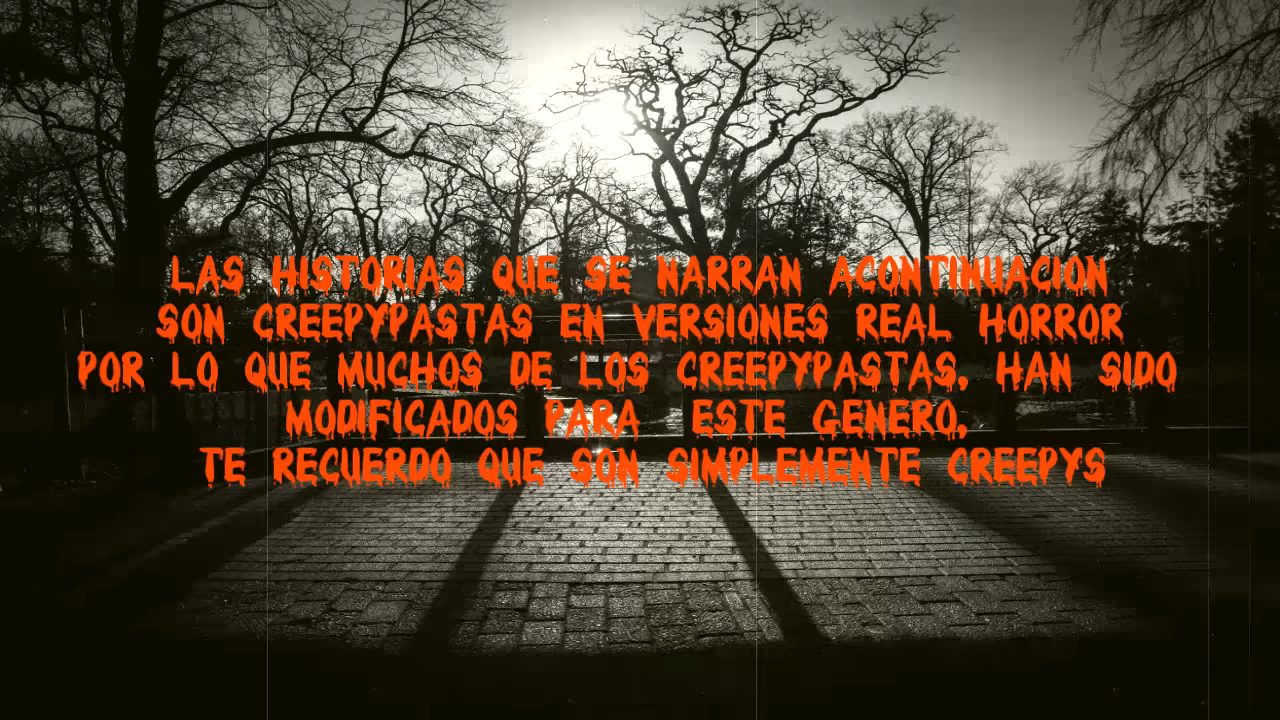 LAS HISTORIAS QUE SE NARRAN ACONTINUACION
SON CREEPYPASTAS EN VERSIONES REAL HORROR
POR LO QUE MUCHOS DE LOS CREEPYPASTAS, HAN SIDO
MODIFICADOS PARA ESTE GENERO,
TE RECUERDO QUE SON SIMPLEMENTE CREEPYS